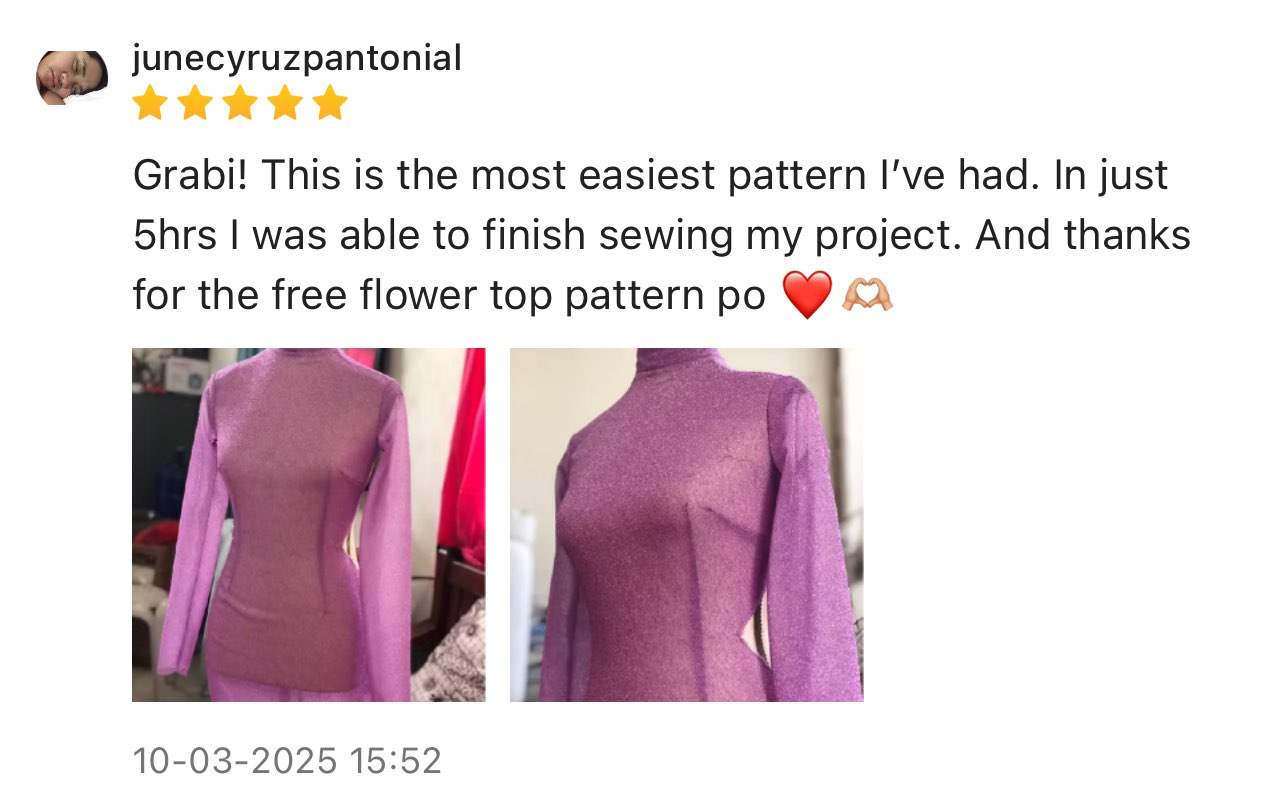 junecyruzpantonial
Grabi! This is the most easiest pattern I’ve had. In just
5hrs I was able to finish sewing my project. And thanks
for the free flower top pattern po ❤️🫶🏼
10-03-2025 15:52